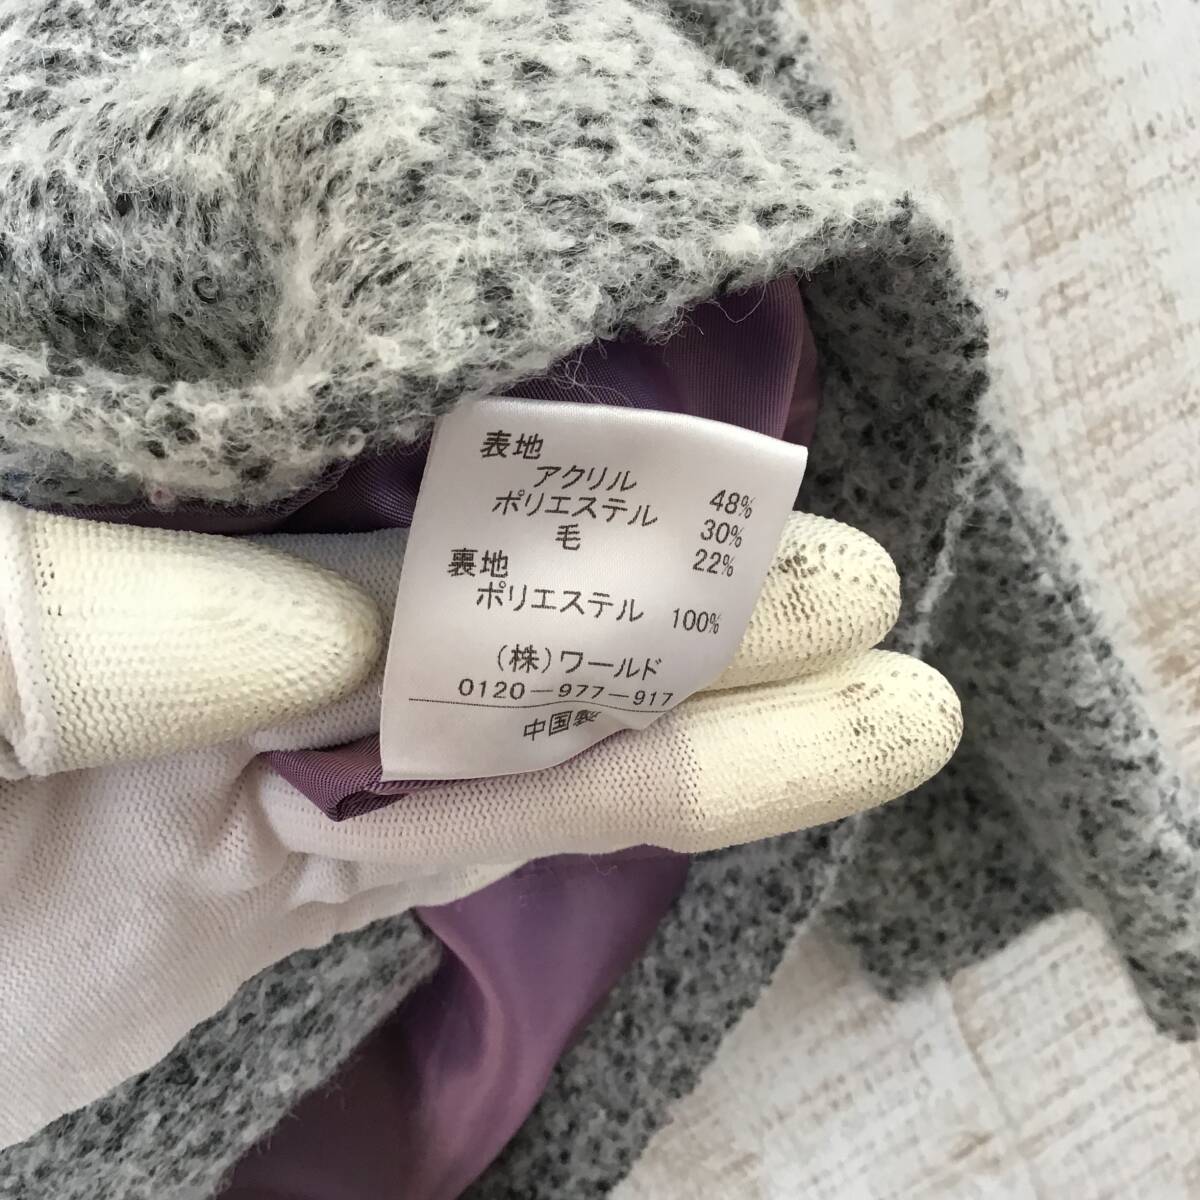 表地
アクリル 48%
ポリエステル 30%
毛 22%
裏地
ポリエステル 100%
(株)ワールド
0120-977-917
中国製